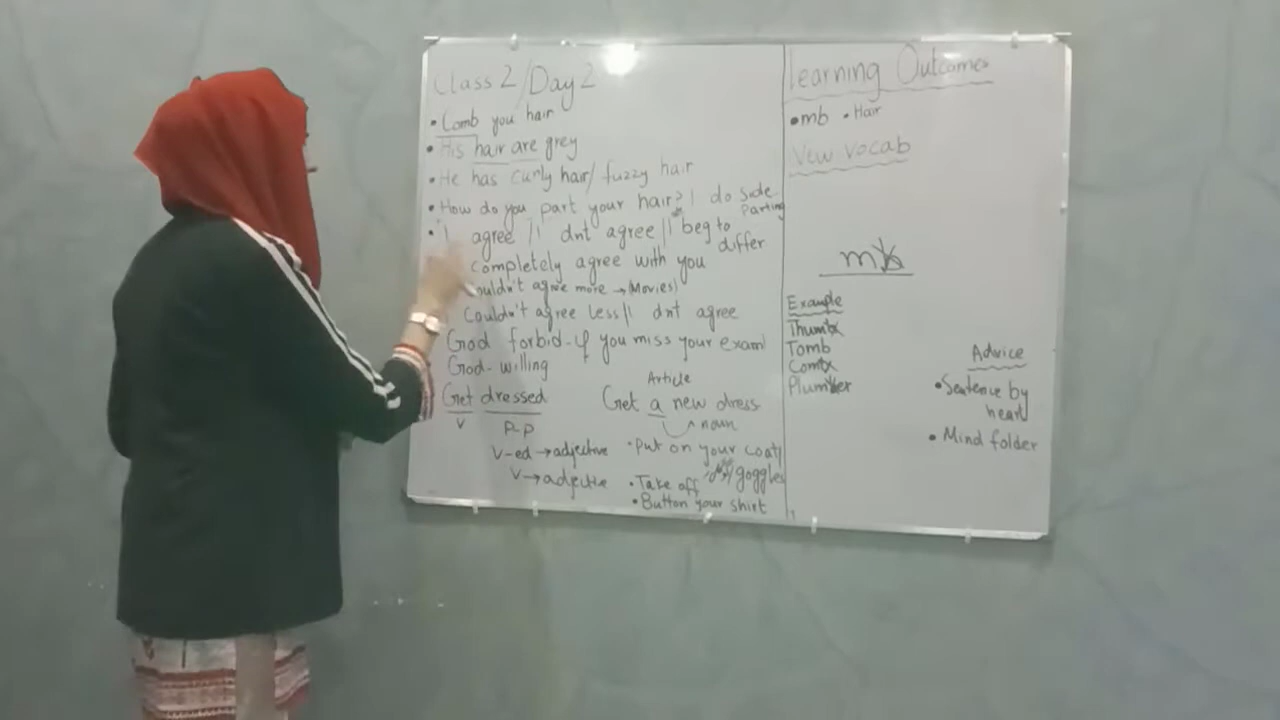 Class 2/Day 2
• Comb you hair
• His hair are grey
• He has curly hair/ fuzzy hair
• How do you part your hair? I do side parting
• I agree // I dnt agree // I beg to differ
completely agree with you
couldn't agree more → (Movies)
Couldn't agree less // I dnt agree
God forbid - if you miss your exam
God-willing
Get dressed
V P-P
V-ed → adjective
V → adjective
Article
Get a new dress
noun
• Put on your coat/
• Take off goggles
• Button your shirt
Learning Outcomes
• mb • Hair
New Vocab
mb
Example
Thumb
Tomb
Comb
Plumber
Advice
• Sentence by heart
• Mind folder